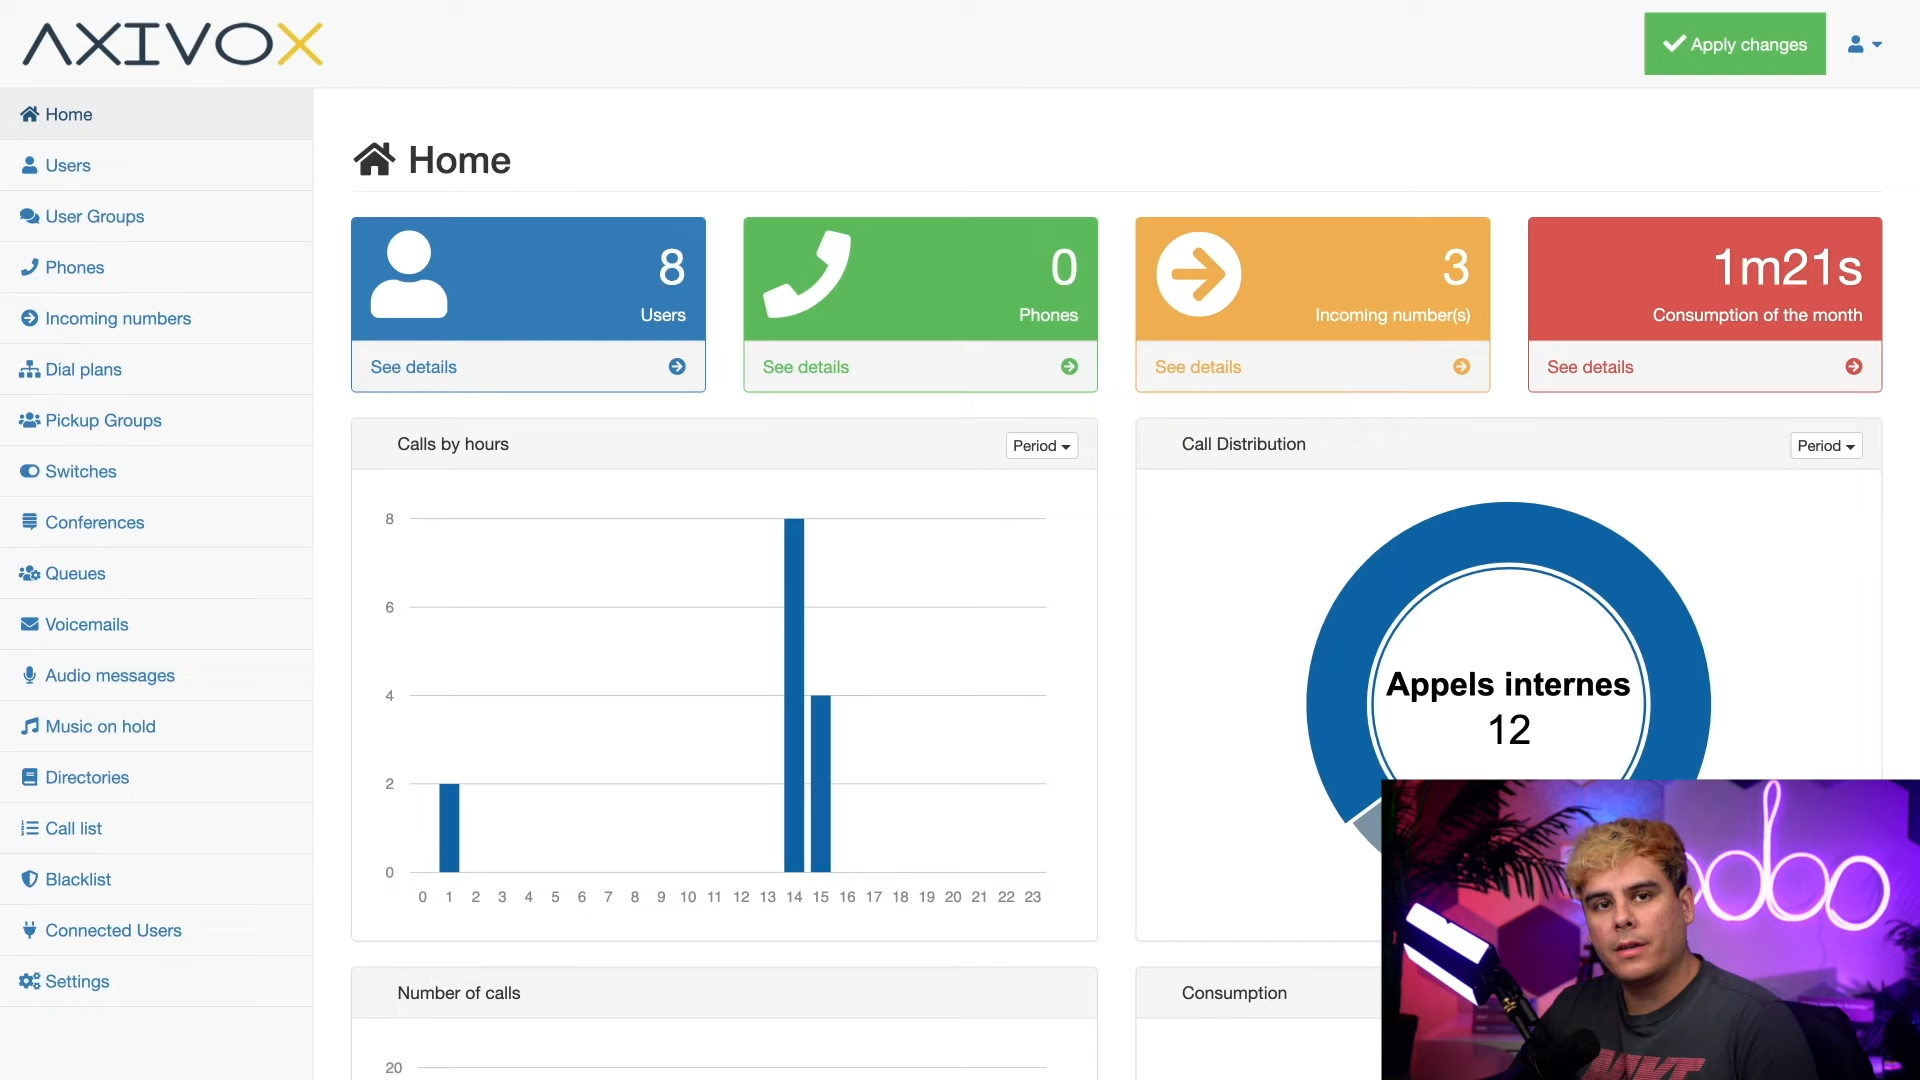 AXIVOX
Apply changes
Home
Users
User Groups
Phones
Incoming numbers
Dial plans
Pickup Groups
Switches
Conferences
Queues
Voicemails
Audio messages
Music on hold
Directories
Call list
Blacklist
Connected Users
Settings
Home
8
Users
See details
0
Phones
See details
3
Incoming number(s)
See details
1m21s
Consumption of the month
See details
Calls by hours
Period
8
6
4
2
0
0 1 2 3 4 5 6 7 8 9 10 11 12 13 14 15 16 17 18 19 20 21 22 23
Call Distribution
Period
Appels internes
12
Number of calls
20
Consumption